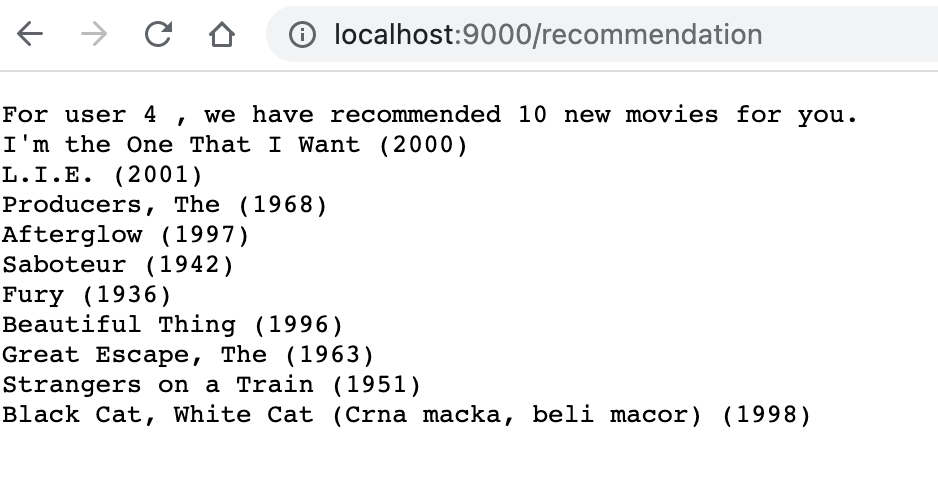 localhost:9000/recommendation
For user 4 , we have recommended 10 new movies for you.
I'm the One That I Want (2000)
L.I.E. (2001)
Producers, The (1968)
Afterglow (1997)
Saboteur (1942)
Fury (1936)
Beautiful Thing (1996)
Great Escape, The (1963)
Strangers on a Train (1951)
Black Cat, White Cat (Crna macka, beli macor) (1998)